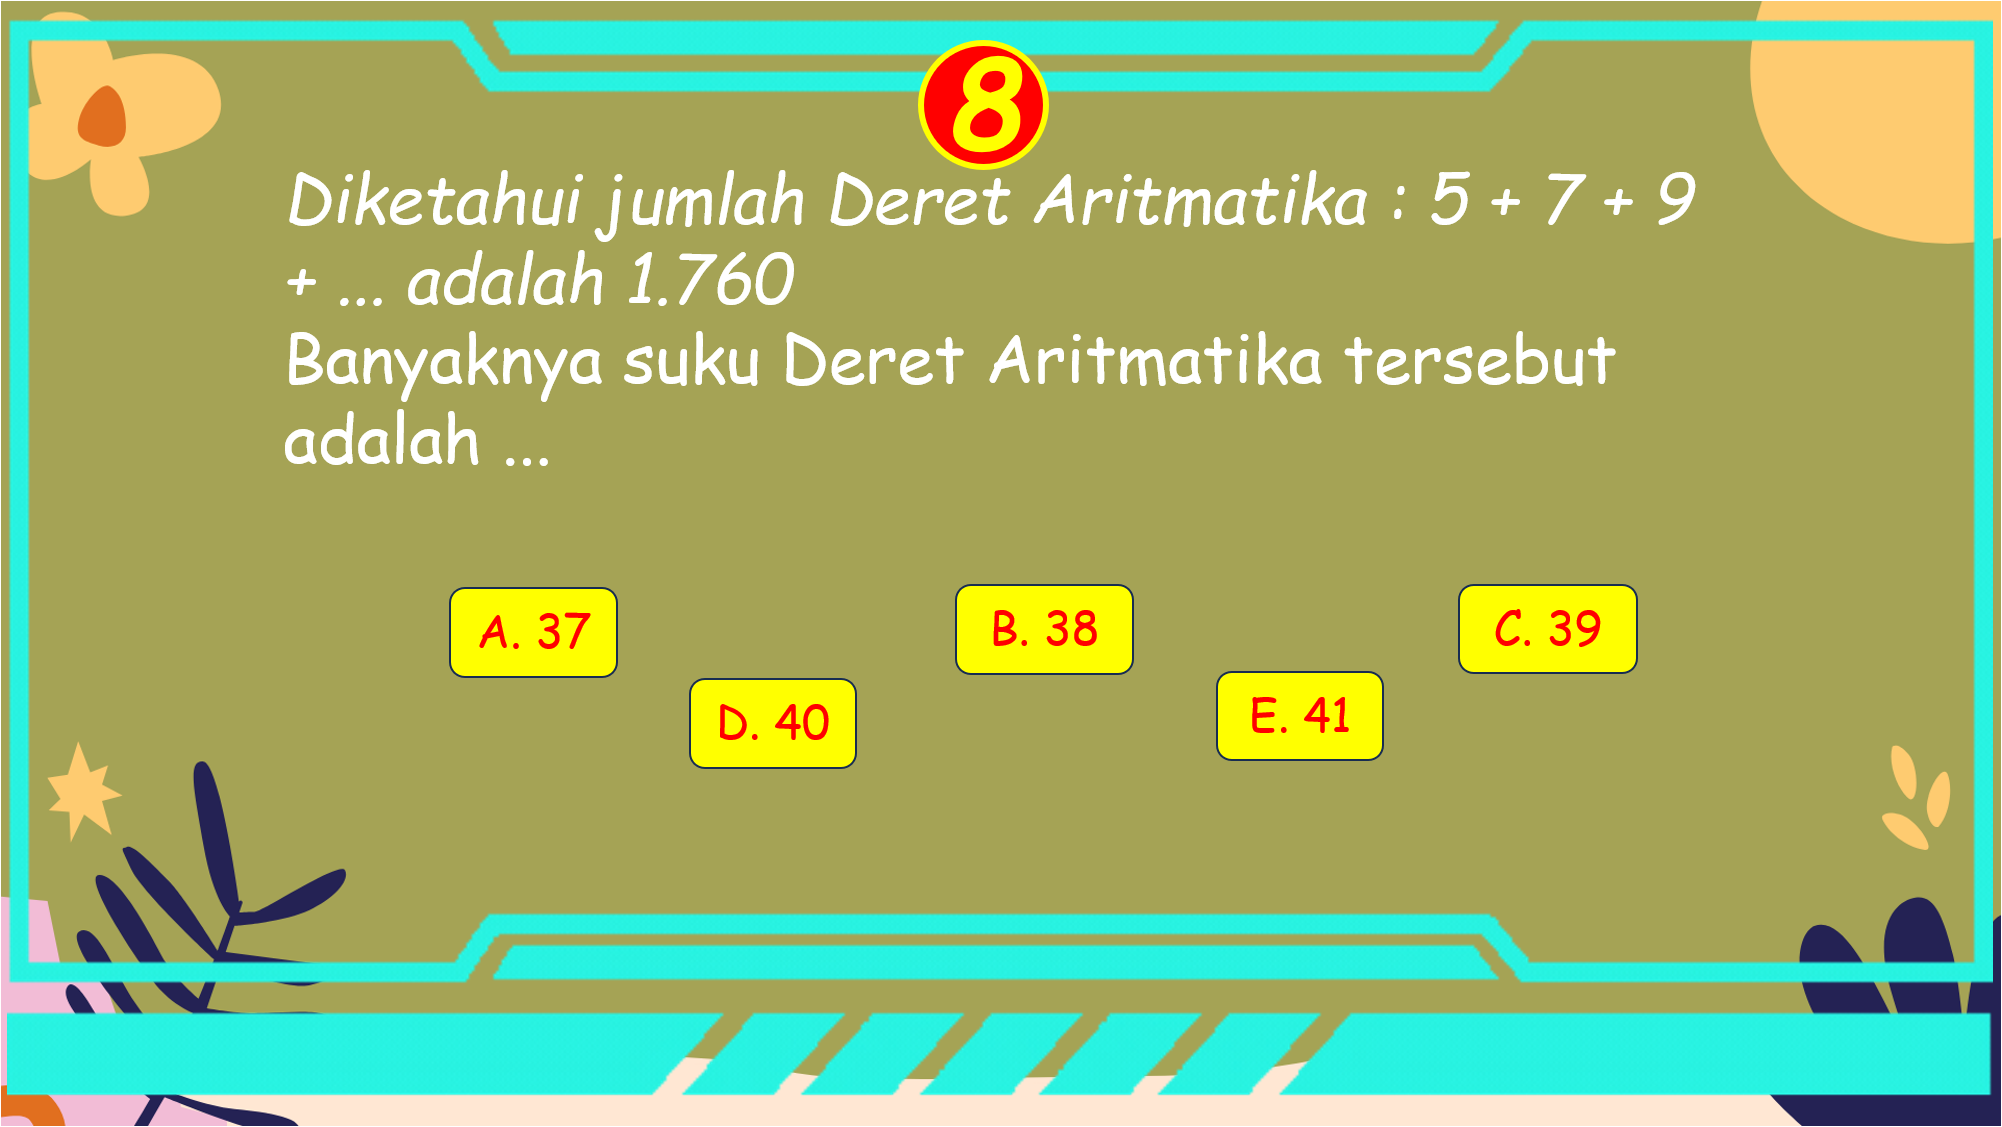 8
Diketahui jumlah Deret Aritmatika : 5 + 7 + 9
+ ... adalah 1.760
Banyaknya suku Deret Aritmatika tersebut
adalah ...
A. 37
B. 38
C. 39
D. 40
E. 41